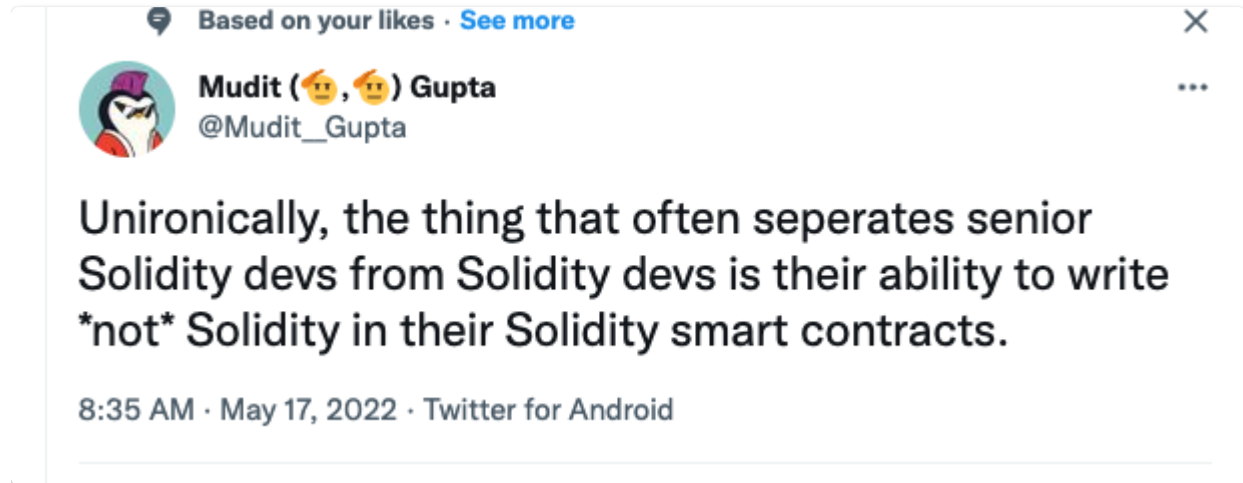 Based on your likes · See more
Mudit (🫡,🫡) Gupta
@Mudit__Gupta
Unironically, the thing that often seperates senior
Solidity devs from Solidity devs is their ability to write
*not* Solidity in their Solidity smart contracts.
8:35 AM · May 17, 2022 · Twitter for Android